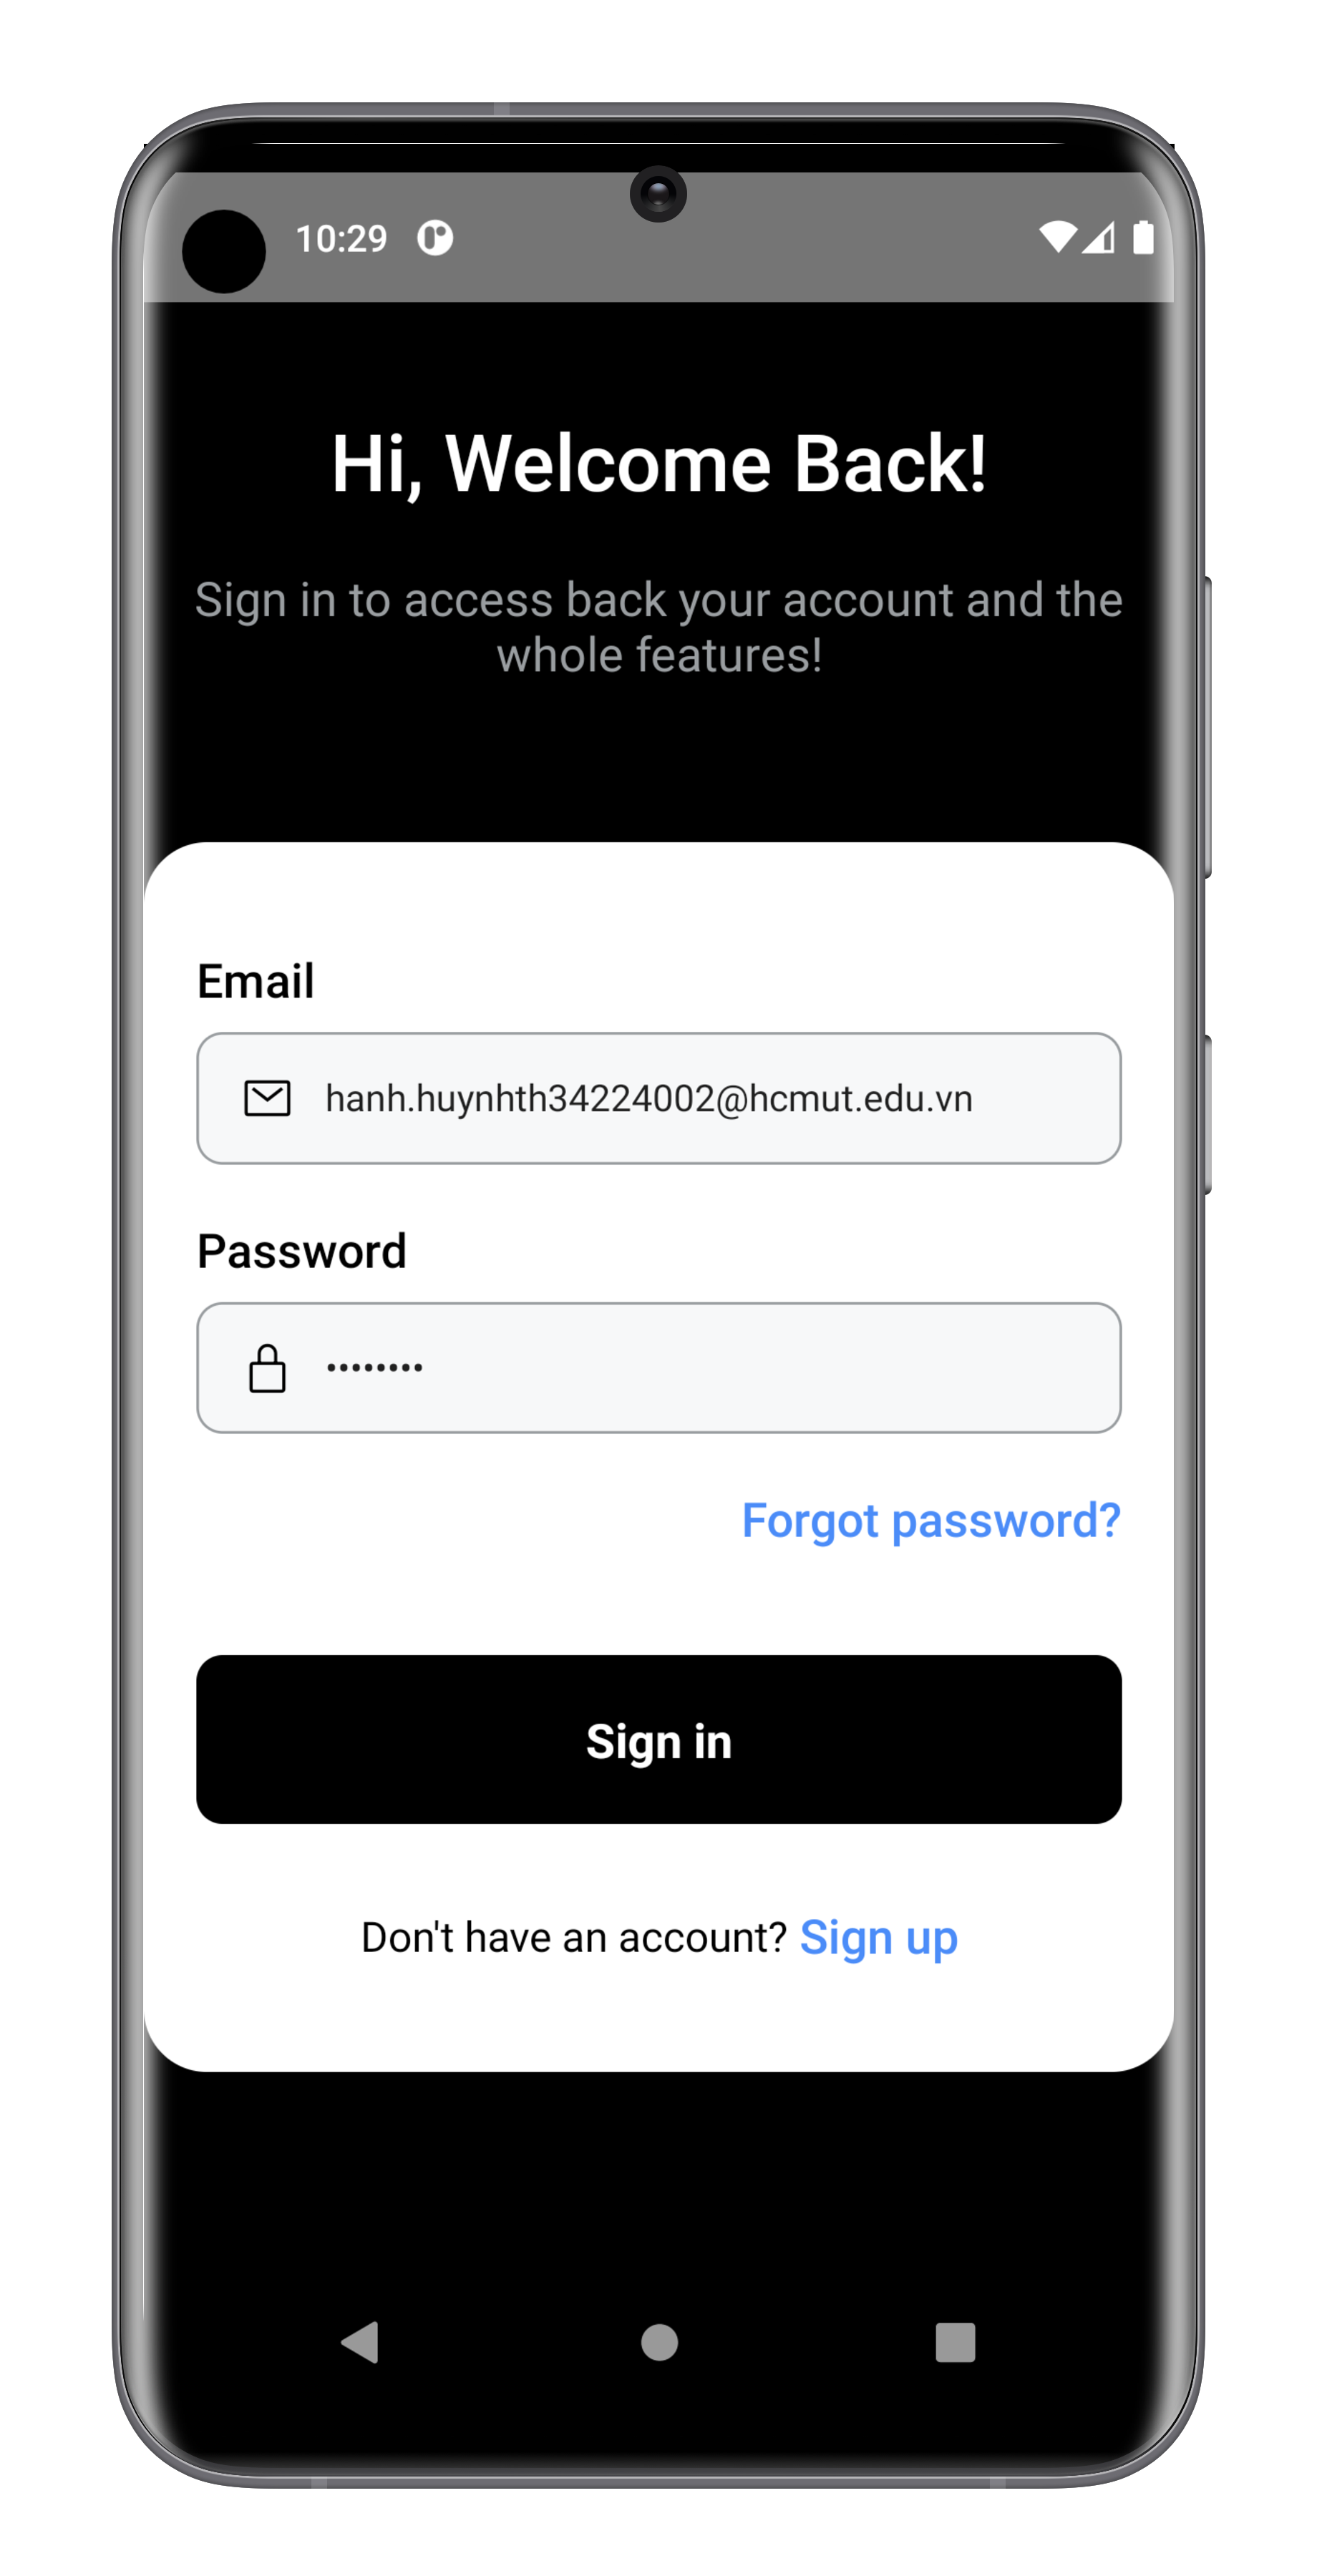 10:29
Hi, Welcome Back!
Sign in to access back your account and the
whole features!
Email
hanh.huynhth34224002@hcmut.edu.vn
Password
••••••••
Forgot password?
Sign in
Don't have an account? Sign up